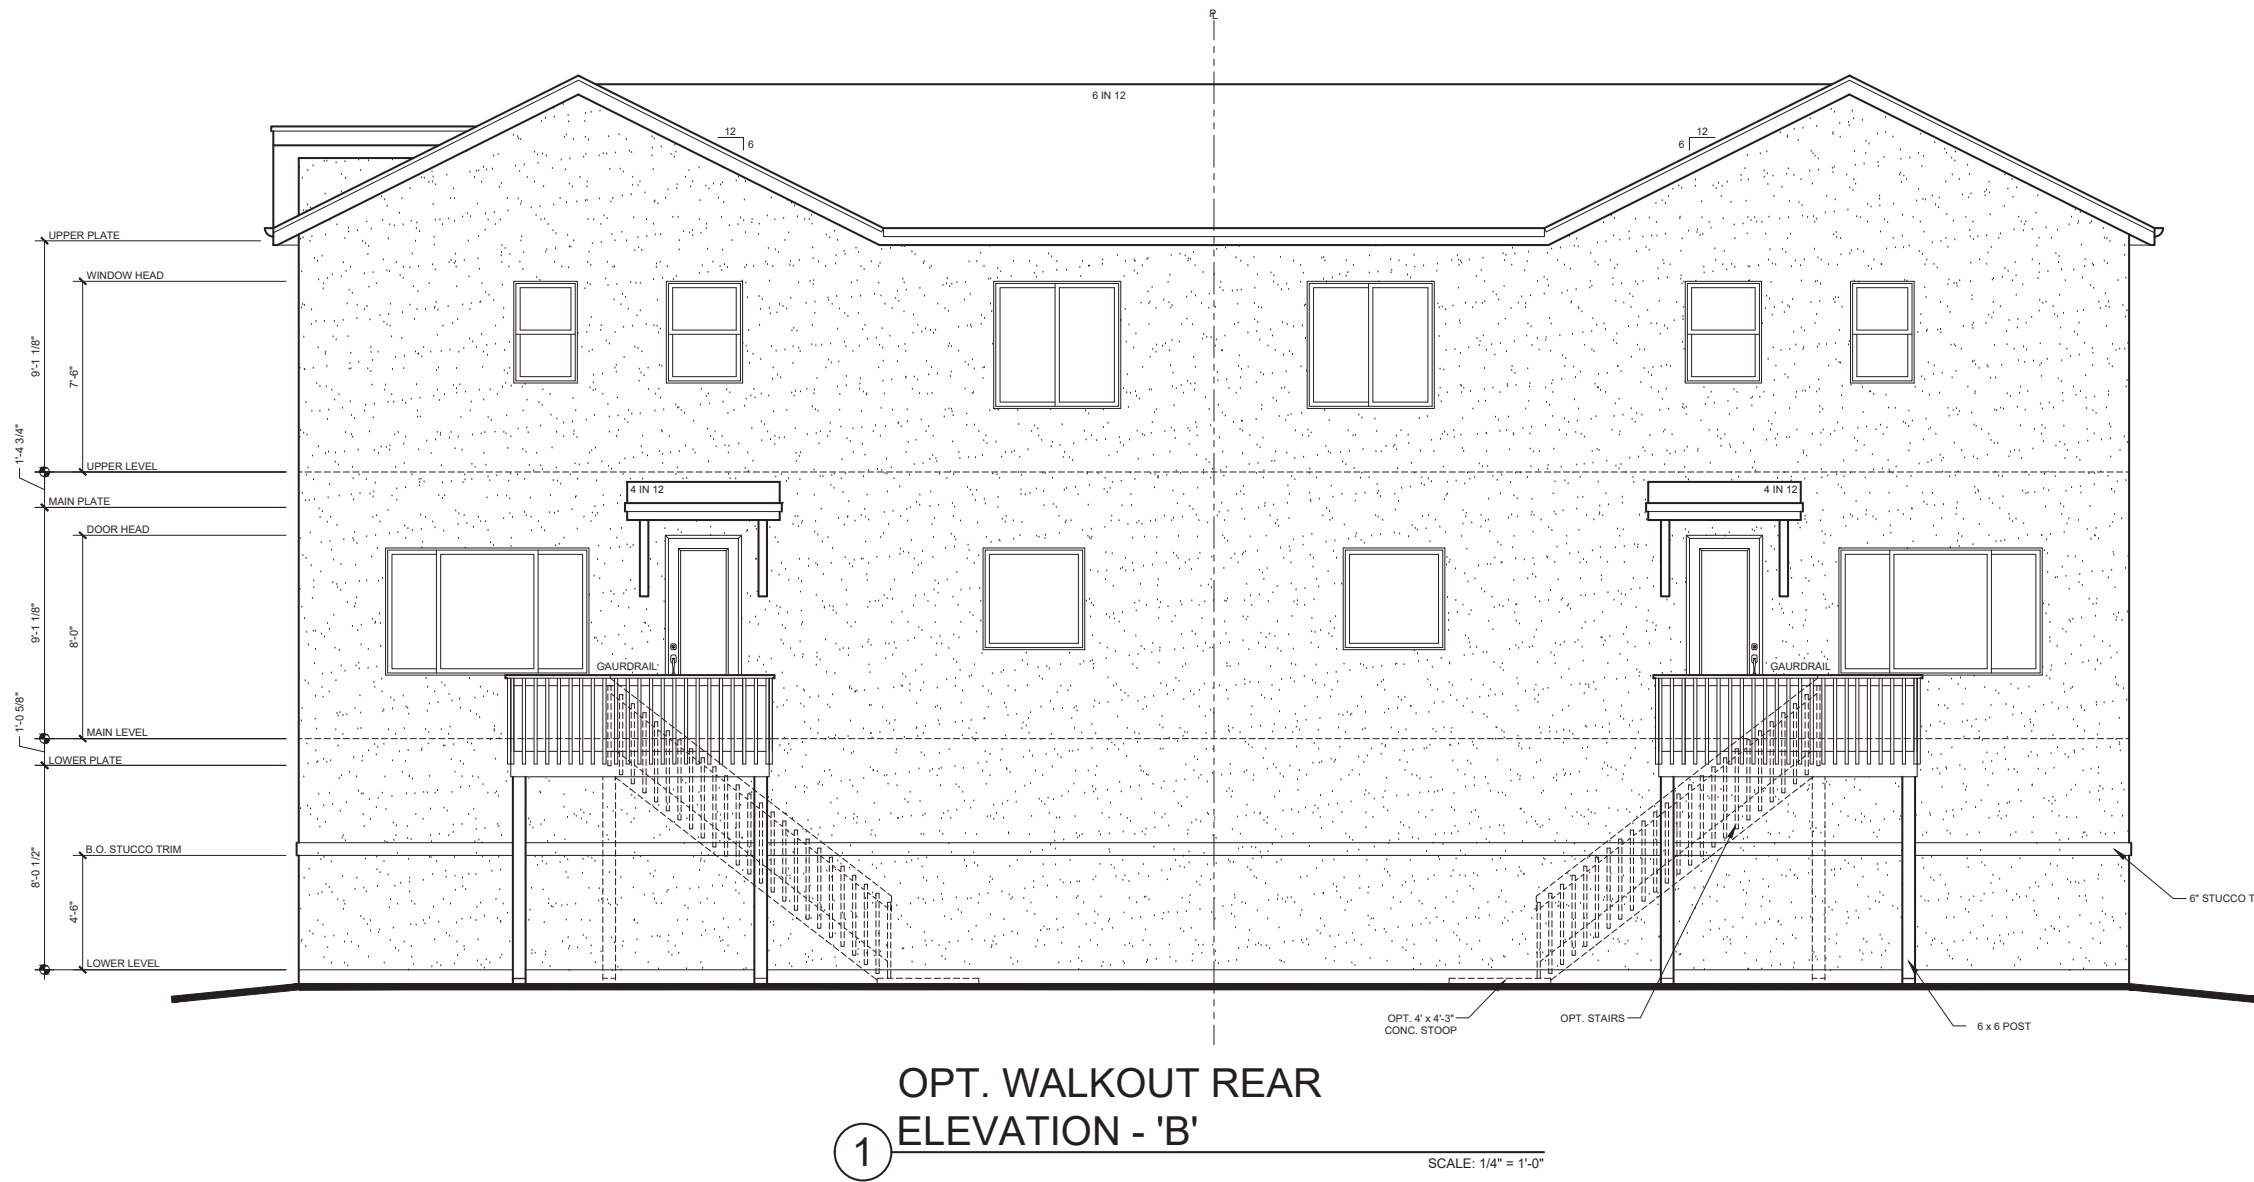 PL
6 IN 12
12
6
12
6
UPPER PLATE
WINDOW HEAD
9'-1 1/8"
7'-6"
1'-4 3/4"
UPPER LEVEL
MAIN PLATE
4 IN 12
4 IN 12
DOOR HEAD
9'-1 1/8"
8'-0"
GAURDRAIL
GAURDRAIL
1'-0 5/8"
MAIN LEVEL
LOWER PLATE
B.O. STUCCO TRIM
8'-0 1/2"
4'-6"
6" STUCCO T
LOWER LEVEL
OPT. 4' x 4'-3"
CONC. STOOP
OPT. STAIRS
6 x 6 POST
OPT. WALKOUT REAR
ELEVATION - 'B'
1
SCALE: 1/4" = 1'-0"